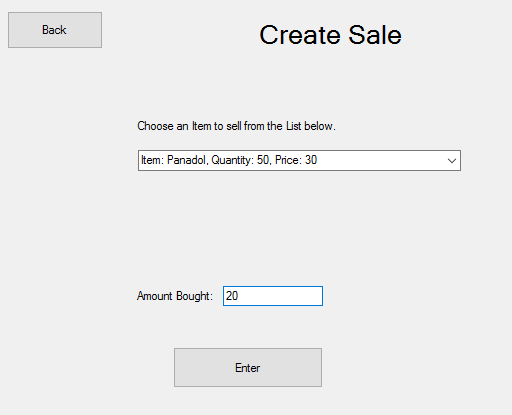 Back
Create Sale
Choose an Item to sell from the List below.
Item: Panadol, Quantity: 50, Price: 30
Amount Bought: 20
Enter